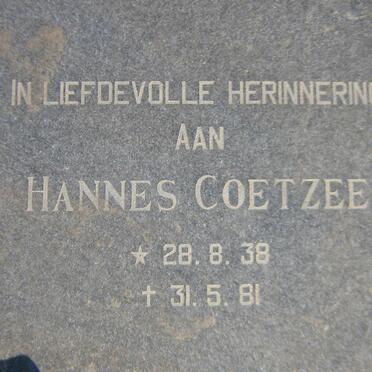 IN LIEFDEVOLLE HERINNERING
AAN
HANNES COETZEE
★ 28. 8. 38
† 31. 5. 81